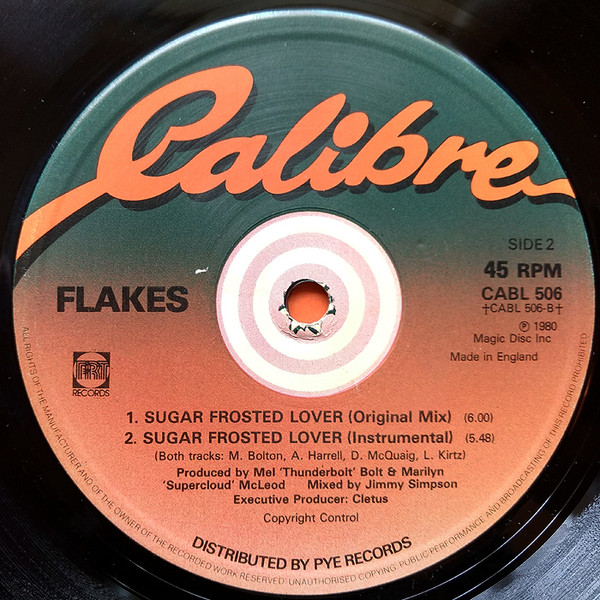 Calibre
SIDE 2
45 RPM
FLAKES
CABL 506
†CABL 506-B†
℗ 1980
Magic Disc Inc
Made in England
PRT
RECORDS
1. SUGAR FROSTED LOVER (Original Mix) (6.00)
2. SUGAR FROSTED LOVER (Instrumental) (5.48)
(Both tracks: M. Bolton, A. Harrell, D. McQuaig, L. Kirtz)
Produced by Mel 'Thunderbolt' Bolt & Marilyn
'Supercloud' McLeod Mixed by Jimmy Simpson
Executive Producer: Cletus
Copyright Control
DISTRIBUTED BY PYE RECORDS
ALL RIGHTS OF THE MANUFACTURER AND OF THE OWNER OF THE RECORDED WORK RESERVED. UNAUTHORISED COPYING, PUBLIC PERFORMANCE AND BROADCASTING OF THIS RECORD PROHIBITED